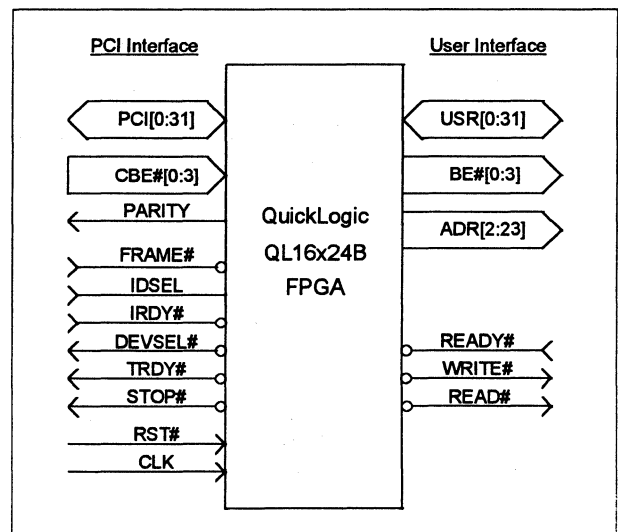 PCI Interface
User Interface
PCI[0:31]
USR[0:31]
CBE#[0:3]
BE#[0:3]
PARITY
ADR[2:23]
QuickLogic
QL16x24B
FPGA
FRAME#
IDSEL
IRDY#
DEVSEL#
TRDY#
STOP#
RST#
CLK
READY#
WRITE#
READ#